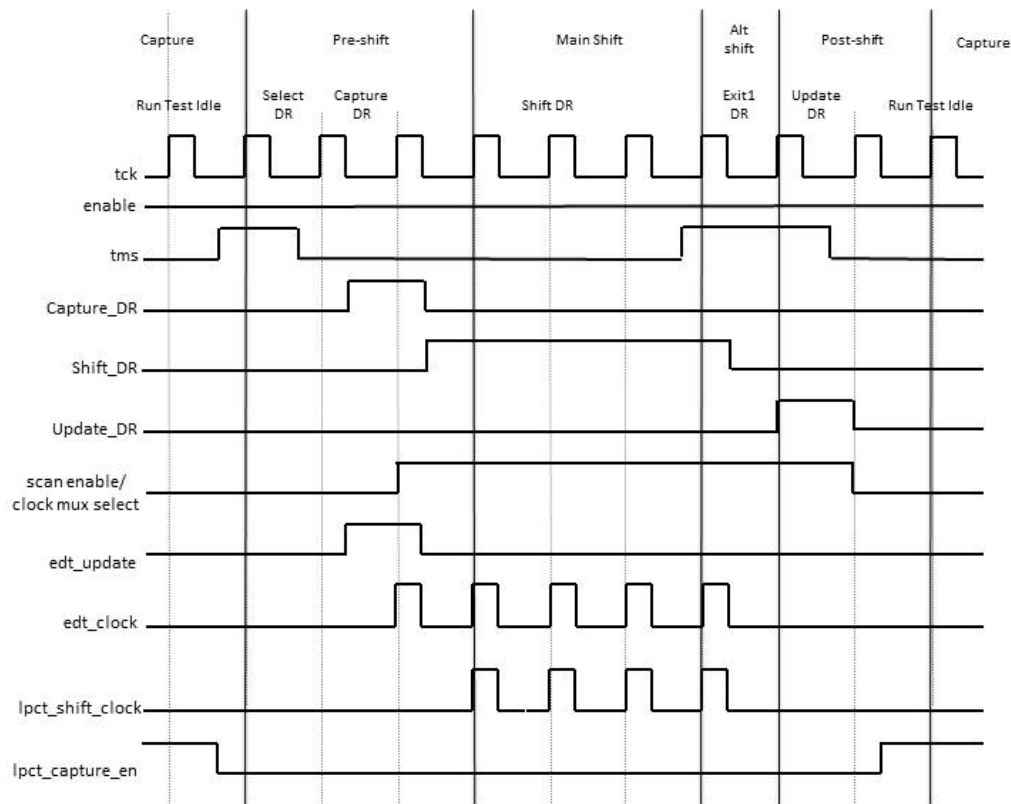 Capture
Pre-shift
Main Shift
Alt
shift
Post-shift
Capture
Run Test Idle
Select
DR
Capture
DR
Shift DR
Exit1
DR
Update
DR
Run Test Idle
tck
enable
tms
Capture_DR
Shift_DR
Update_DR
scan enable/
clock mux select
edt_update
edt_clock
lpct_shift_clock
lpct_capture_en